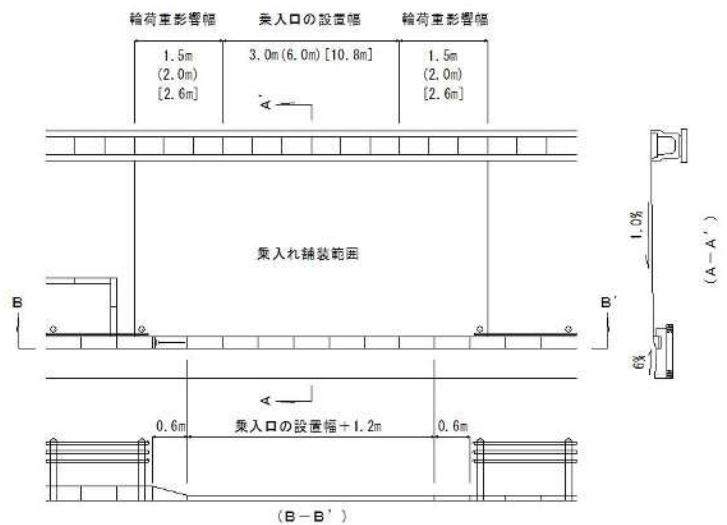 輪荷重影響幅 乗入口の設置幅 輪荷重影響幅
1.5m 3.0m(6.0m)[10.8m] 1.5m
(2.0m) (2.0m)
[2.6m] [2.6m]
A'
1.0%
(A-A')
乗入れ舗装範囲
B B'
6%
A
0.6m 乗入口の設置幅+1.2m 0.6m
(B-B')